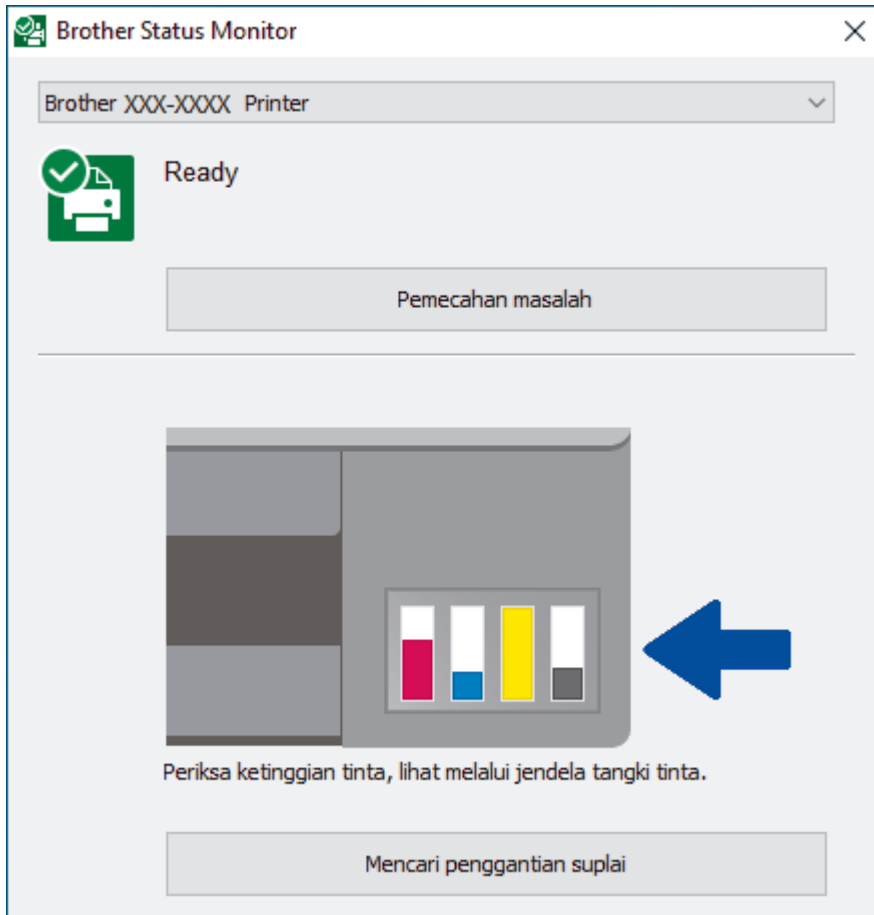 Brother Status Monitor
Brother XXX-XXXX Printer
Ready
Pemecahan masalah
Periksa ketinggian tinta, lihat melalui jendela tangki tinta.
Mencari penggantian suplai